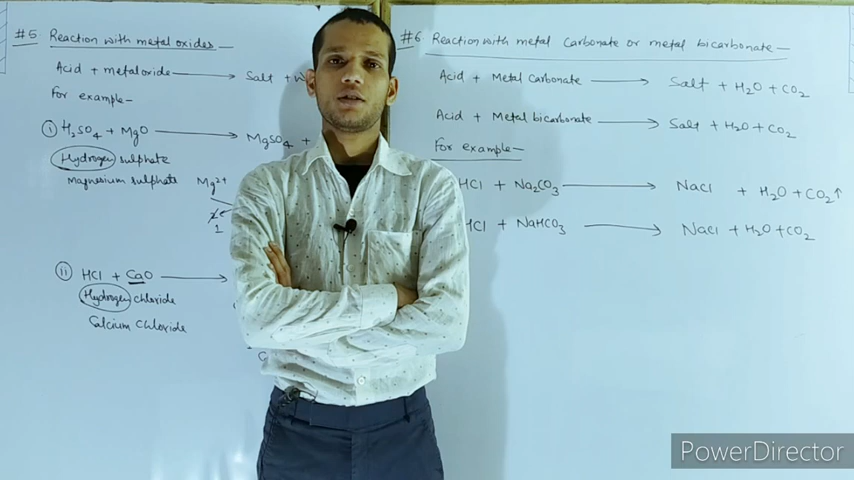 #5 Reaction with metal oxides —
Acid + metal oxide ⟶ Salt +
For example—
(i) H₂SO₄ + MgO ⟶ MgSO₄ +
Hydrogen sulphate
Magnesium sulphate Mg²⁺
1
(ii) HCl + CaO ⟶
Hydrogen chloride
Calcium Chloride
#6 Reaction with metal Carbonate or metal bicarbonate —
Acid + Metal Carbonate ⟶ Salt + H₂O + CO₂
Acid + Metal bicarbonate ⟶ Salt + H₂O + CO₂
For example—
HCl + Na₂CO₃ ⟶ NaCl + H₂O + CO₂↑
HCl + NaHCO₃ ⟶ NaCl + H₂O + CO₂
PowerDirector